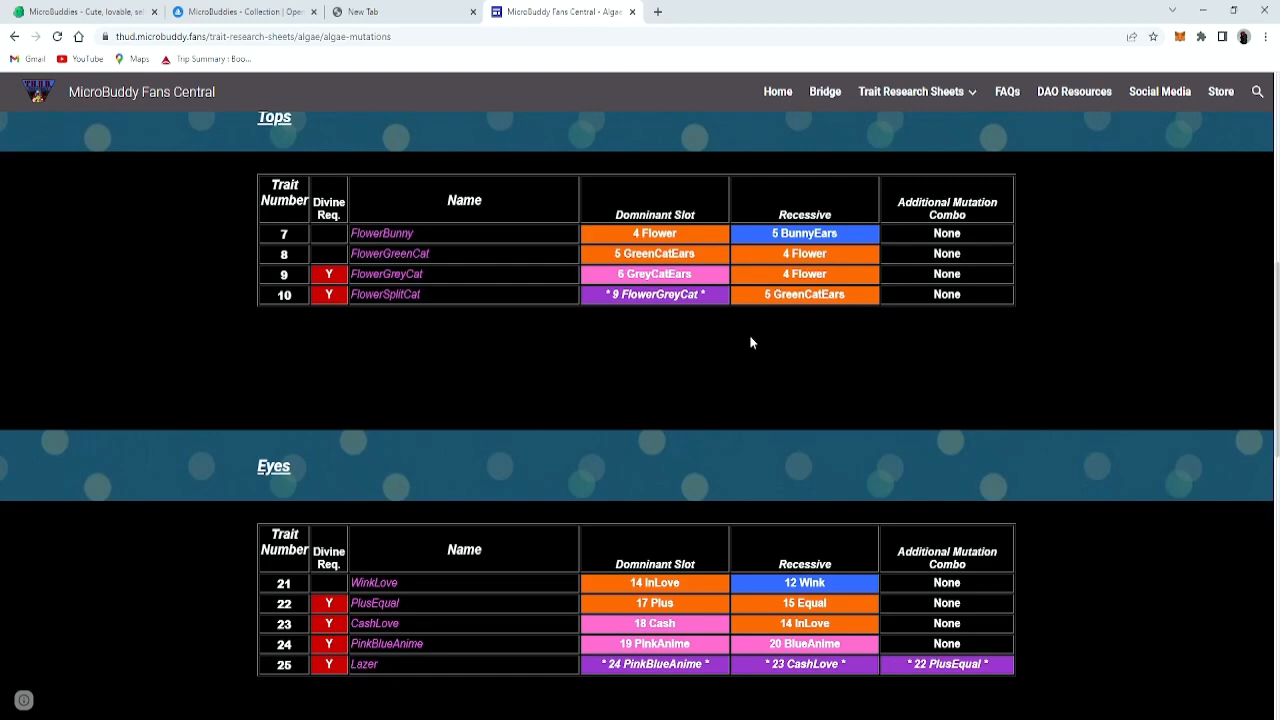 MicroBuddies - Cute, lovable, sel
MicroBuddies - Collection | Open
New Tab
MicroBuddy Fans Central - Algae
thud.microbuddy.fans/trait-research-sheets/algae/algae-mutations
Gmail YouTube Maps Trip Summary : Boo...
MicroBuddy Fans Central
Home Bridge Trait Research Sheets FAQs DAO Resources Social Media Store
Tops
Trait Number Divine Req. Name Domninant Slot Recessive Additional Mutation Combo
7 FlowerBunny 4 Flower 5 BunnyEars None
8 FlowerGreenCat 5 GreenCatEars 4 Flower None
9 Y FlowerGreyCat 6 GreyCatEars 4 Flower None
10 Y FlowerSplitCat * 9 FlowerGreyCat * 5 GreenCatEars None
Eyes
Trait Number Divine Req. Name Domninant Slot Recessive Additional Mutation Combo
21 WinkLove 14 InLove 12 Wink None
22 Y PlusEqual 17 Plus 15 Equal None
23 Y CashLove 18 Cash 14 InLove None
24 Y PinkBlueAnime 19 PinkAnime 20 BlueAnime None
25 Y Lazer * 24 PinkBlueAnime * * 23 CashLove * * 22 PlusEqual *